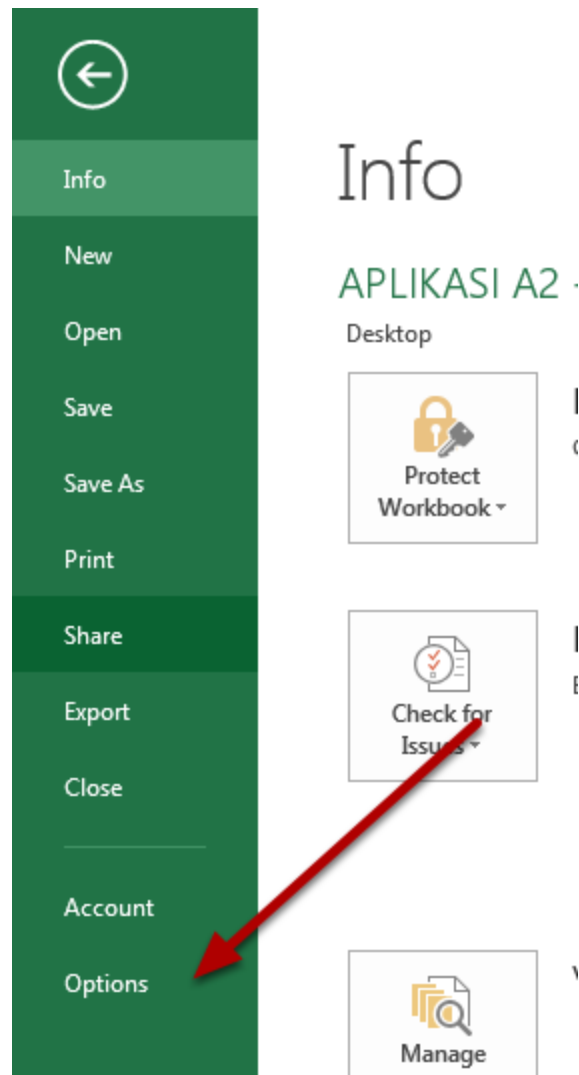 Info
New
Open
Save
Save As
Print
Share
Export
Close
Account
Options
Info
APLIKASI A2
Desktop
Protect
Workbook
Check for
Issues
Manage